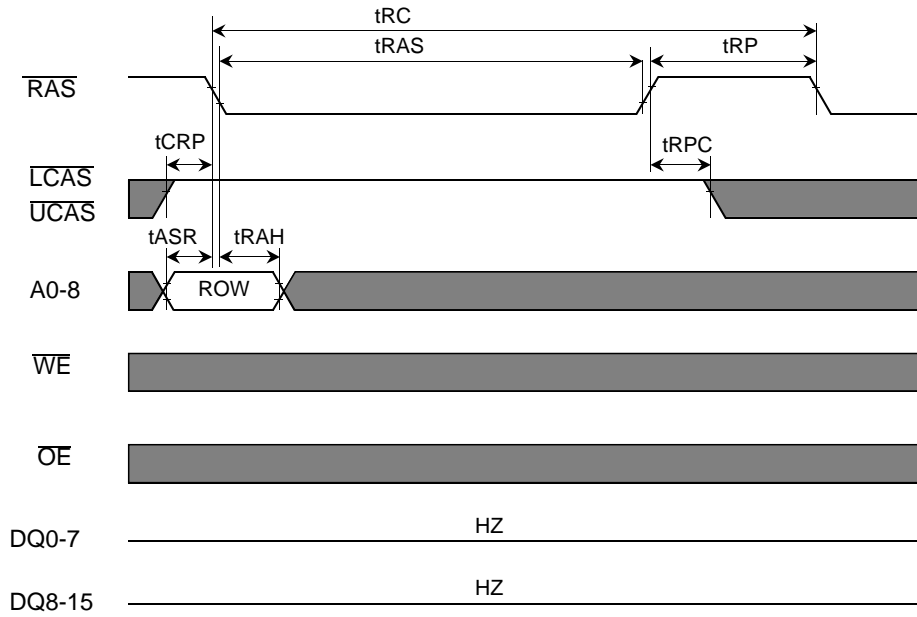 tRC
tRAS
tRP
RAS
tCRP
tRPC
LCAS
UCAS
tASR
tRAH
A0-8
ROW
WE
OE
HZ
DQ0-7
HZ
DQ8-15